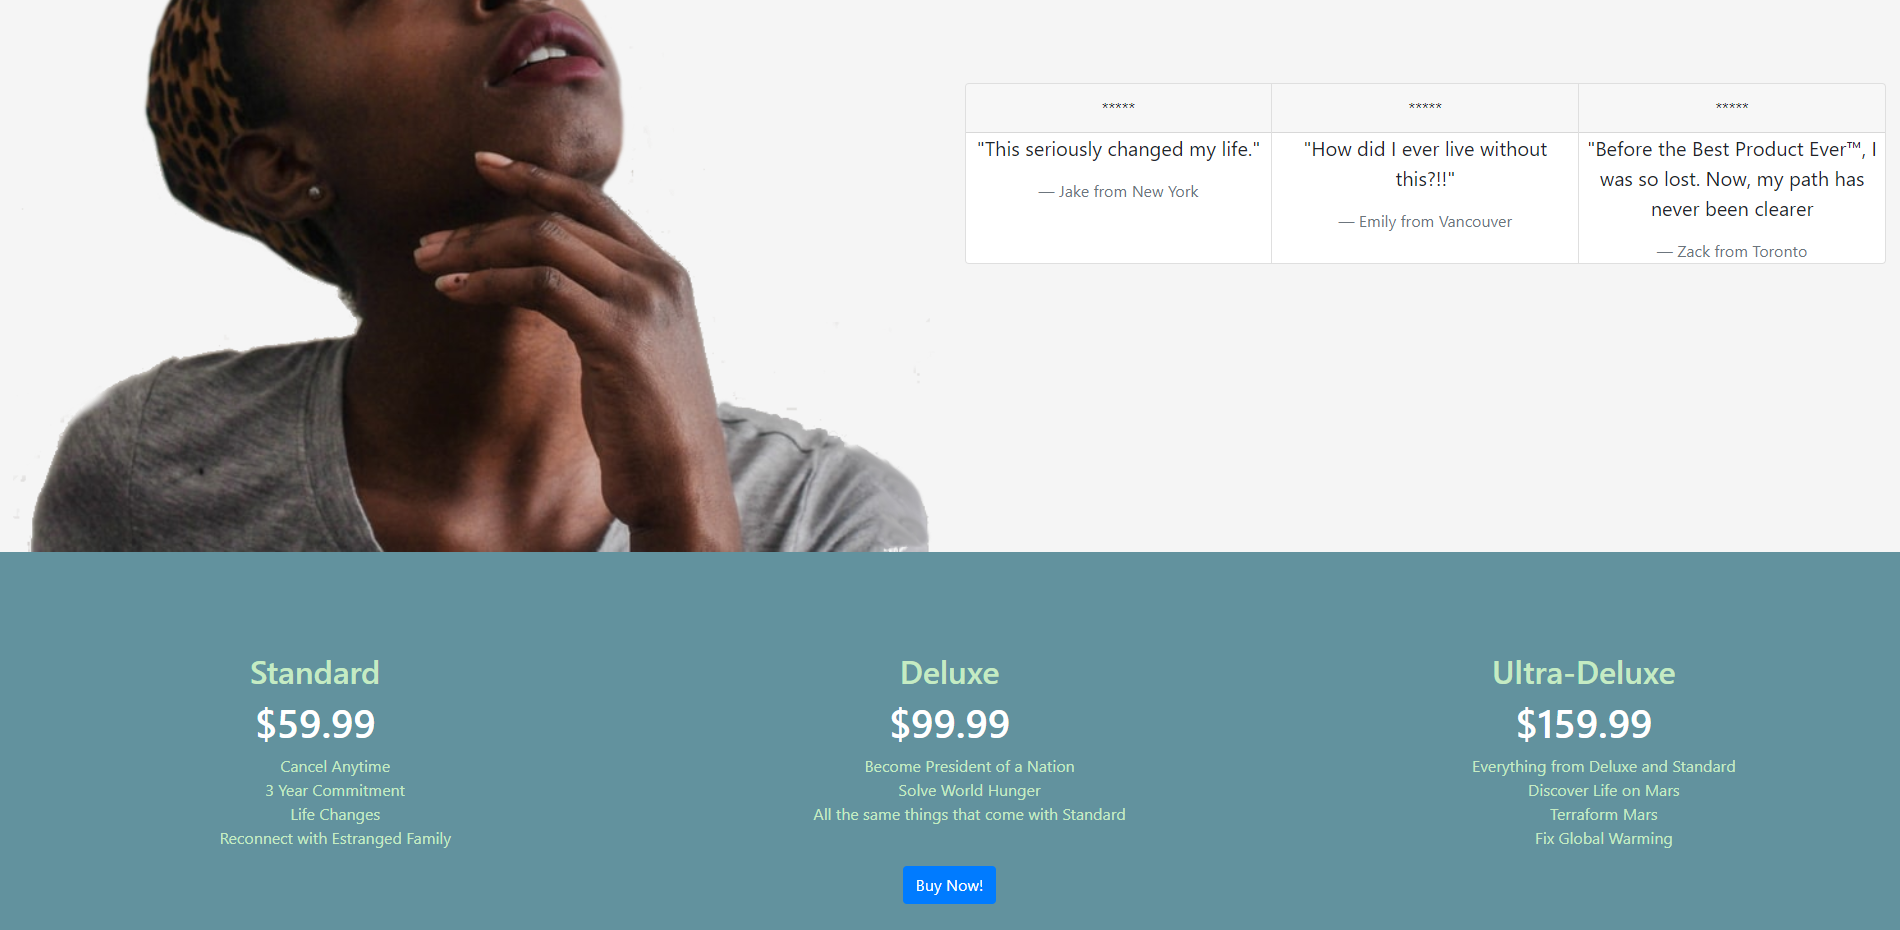 *****
"This seriously changed my life."
— Jake from New York
*****
"How did I ever live without
this?!!"
— Emily from Vancouver
*****
"Before the Best Product Ever™, I
was so lost. Now, my path has
never been clearer
— Zack from Toronto
Standard
$59.99
Cancel Anytime
3 Year Commitment
Life Changes
Reconnect with Estranged Family
Deluxe
$99.99
Become President of a Nation
Solve World Hunger
All the same things that come with Standard
Buy Now!
Ultra-Deluxe
$159.99
Everything from Deluxe and Standard
Discover Life on Mars
Terraform Mars
Fix Global Warming